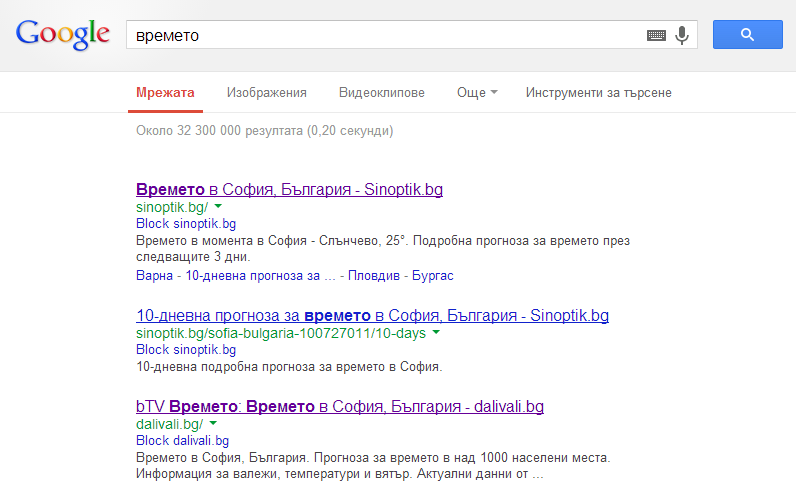 Google
времето
Мрежата Изображения Видеоклипове Още Инструменти за търсене
Около 32 300 000 резултата (0,20 секунди)
Времето в София, България - Sinoptik.bg
sinoptik.bg/
Block sinoptik.bg
Времето в момента в София - Слънчево, 25°. Подробна прогноза за времето през
следващите 3 дни.
Варна - 10-дневна прогноза за ... - Пловдив - Бургас
10-дневна прогноза за времето в София, България - Sinoptik.bg
sinoptik.bg/sofia-bulgaria-100727011/10-days
Block sinoptik.bg
10-дневна подробна прогноза за времето в София.
bTV Времето: Времето в София, България - dalivali.bg
dalivali.bg/
Block dalivali.bg
Времето в София, България. Прогноза за времето в над 1000 населени места.
Информация за валежи, температури и вятър. Актуални данни от ...